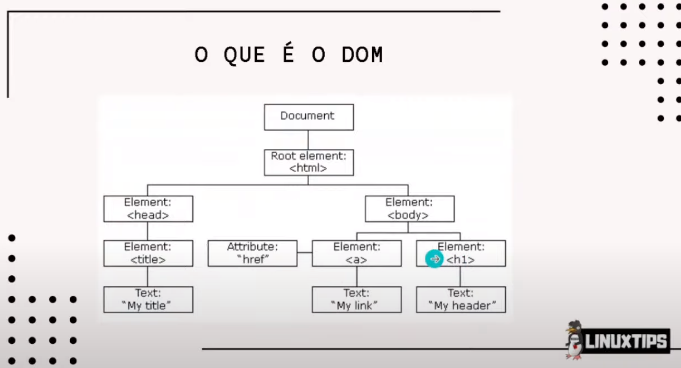 O QUE É O DOM
Document
Root element:
<html>
Element:
<head>
Element:
<body>
Element:
<title>
Attribute:
"href"
Element:
<a>
Element:
<h1>
Text:
"My title"
Text:
"My link"
Text:
"My header"
LINUXTIPS